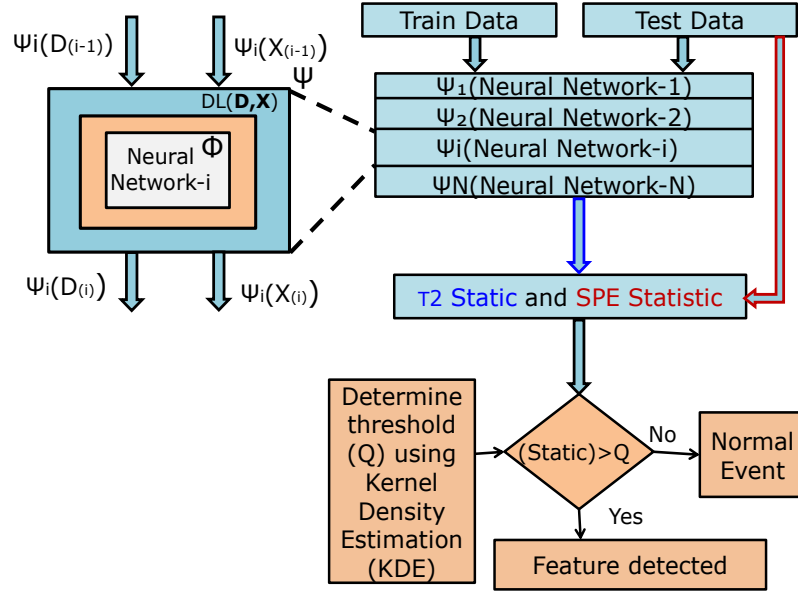 Ψi(D(i-1)
Ψi(X(i-1)
Ψ
DL(D,X)
Φ
Neural
Network-i
Ψi(D(i)
Ψi(X(i)
Train Data
Test Data
Ψ₁(Neural Network-1)
Ψ₂(Neural Network-2)
Ψi(Neural Network-i)
ΨN(Neural Network-N)
T2 Static and SPE Statistic
Determine
threshold
(Q) using
Kernel
Density
Estimation
(KDE)
(Static)>Q
No
Normal
Event
Yes
Feature detected